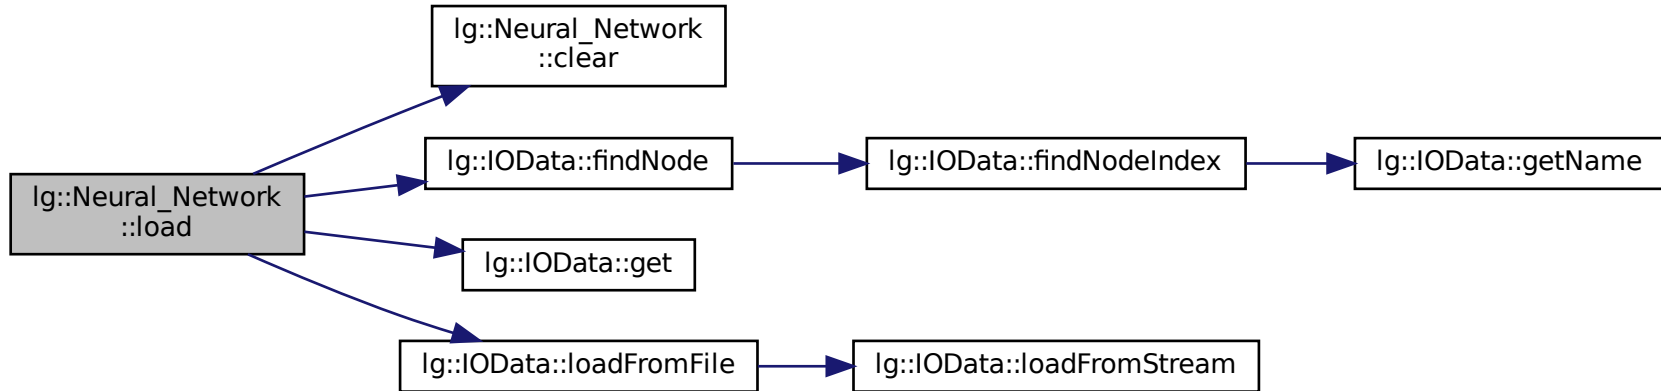 lg::Neural_Network
::load
lg::Neural_Network
::clear
lg::IOData::findNode
lg::IOData::findNodeIndex
lg::IOData::getName
lg::IOData::get
lg::IOData::loadFromFile
lg::IOData::loadFromStream